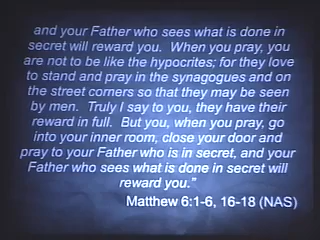 and your Father who sees what is done in
secret will reward you. When you pray, you
are not to be like the hypocrites; for they love
to stand and pray in the synagogues and on
the street corners so that they may be seen
by men. Truly I say to you, they have their
reward in full. But you, when you pray, go
into your inner room, close your door and
pray to your Father who is in secret, and your
Father who sees what is done in secret will
reward you."
Matthew 6:1-6, 16-18 (NAS)